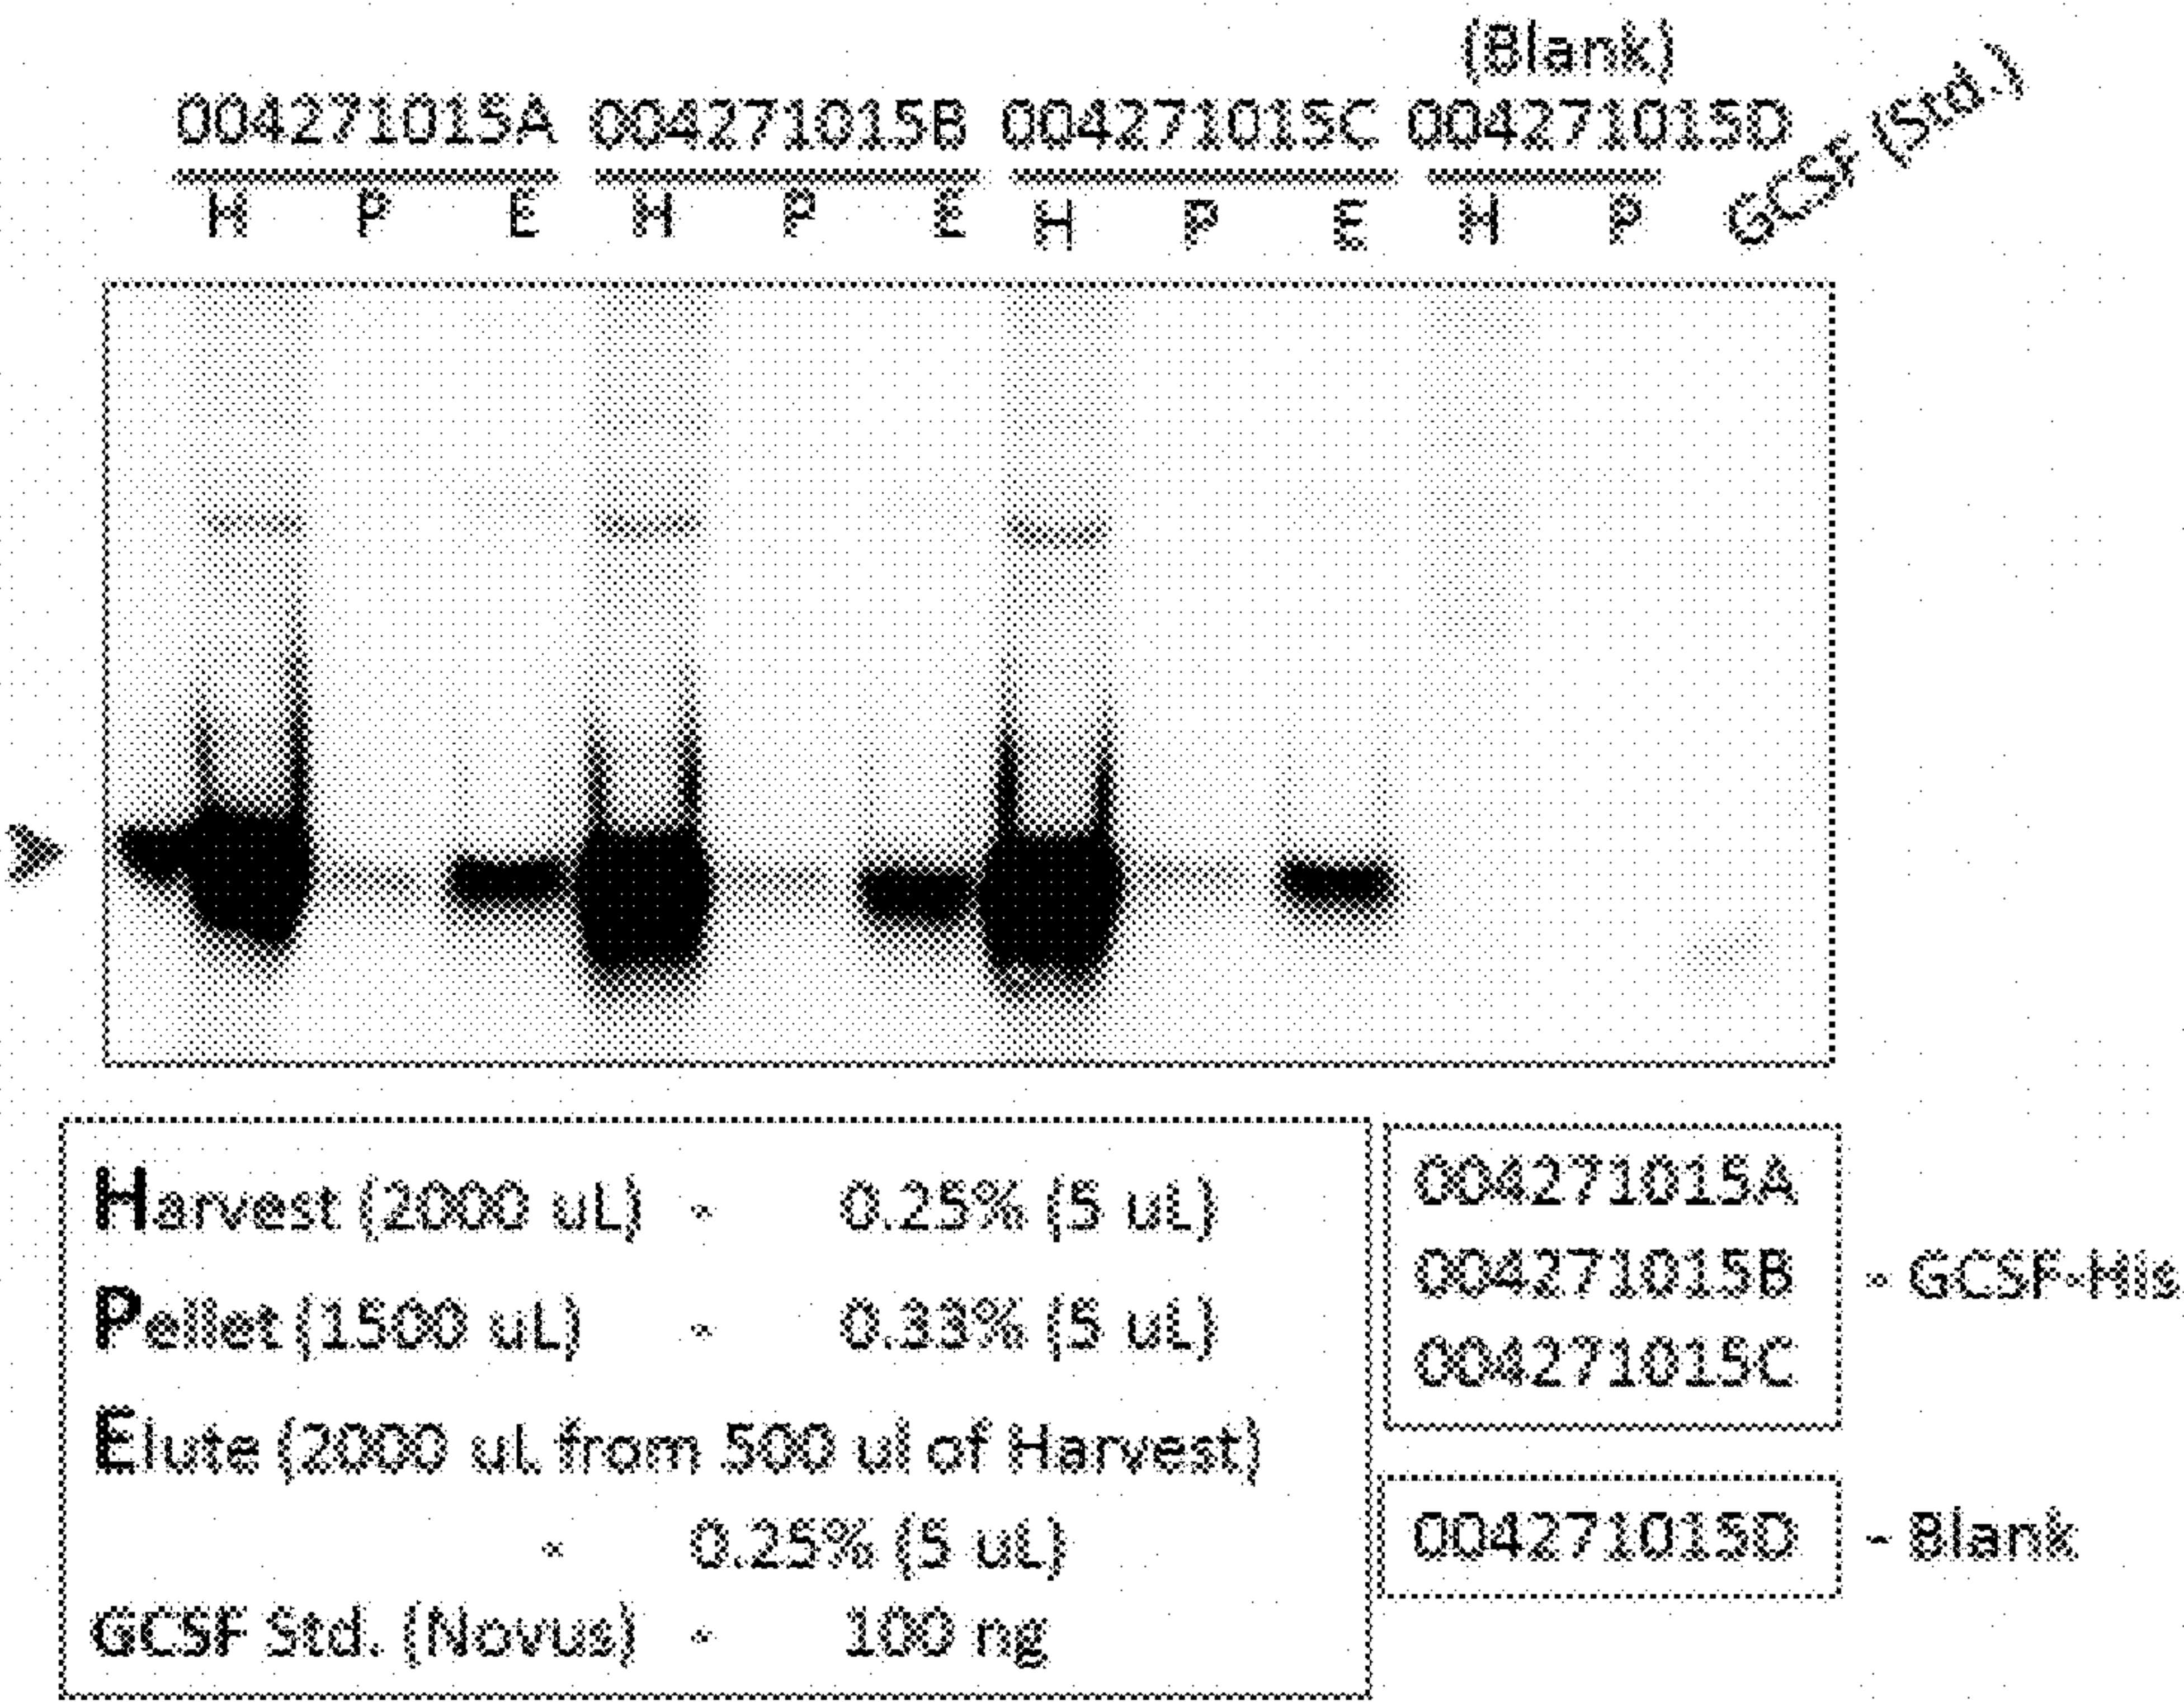 (Blank)
004271015A 004271015B 004271015C 004271015D GCSF (Std.)
H P E H P E H P E H P
Harvest (2000 uL) - 0.25% (5 uL)
Pellet (1500 uL) - 0.33% (5 uL)
Elute (2000 uL from 500 ul of Harvest)
- 0.25% (5 uL)
GCSF Std. (Novus) - 100 ng
004271015A
004271015B - GCSF-His
004271015C
004271015D - Blank